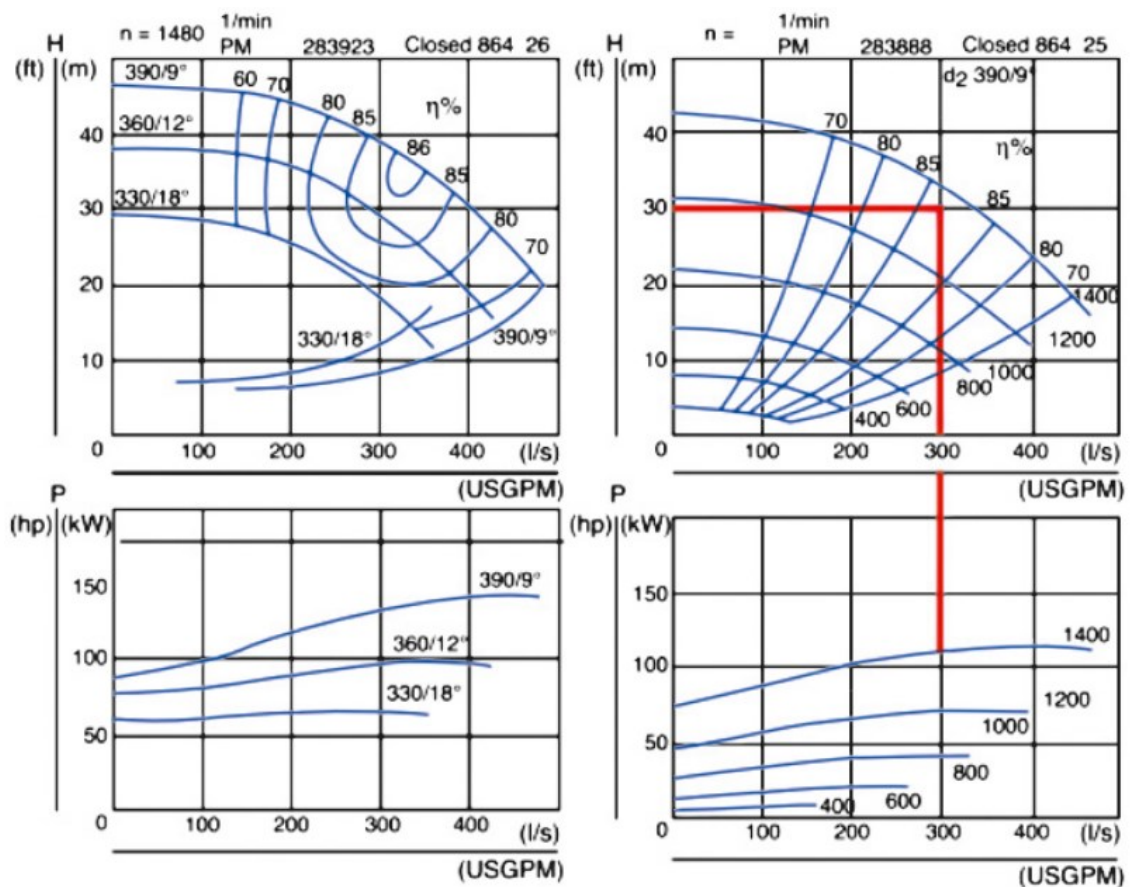 n = 1480 1/min PM 283923 Closed 864 26
H
(ft) (m)
390/9° 60 70 80 85 η% 86 85 80 70
360/12°
330/18°
40
30
20
10
330/18° 390/9°
0 100 200 300 400 (l/s)
(USGPM)
n = 1/min PM 283888 Closed 864 25
H
(ft) (m)
d2 390/9°
70 80 85 η% 85 80 70
40
30
20
10
1400
1200
1000
800
600
400
0 100 200 300 400 (l/s)
(USGPM)
P
(hp) (kW)
150
100
50
390/9°
360/12°
330/18°
0 100 200 300 400 (l/s)
(USGPM)
P
(hp) (kW)
150
100
50
1400
1200
1000
800
600
400
0 100 200 300 400 (l/s)
(USGPM)